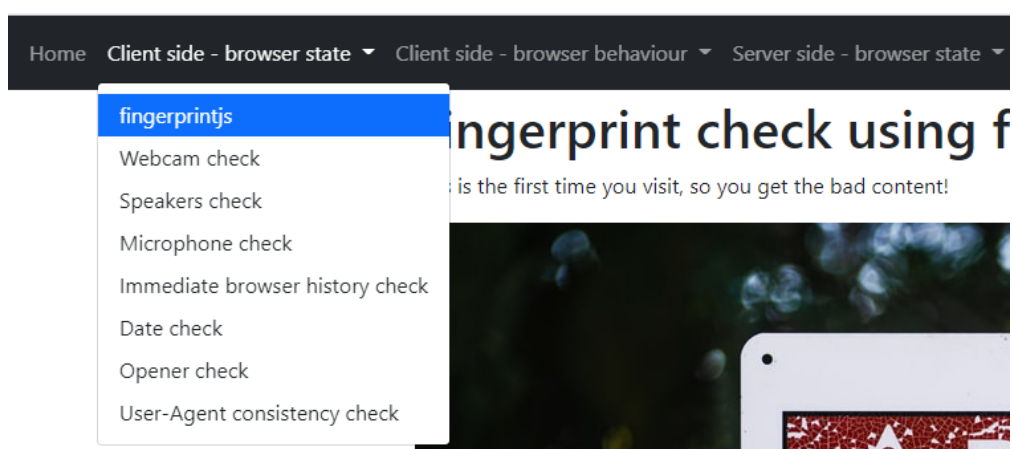 Home Client side - browser state Client side - browser behaviour Server side - browser state
fingerprintjs
Webcam check
Speakers check
Microphone check
Immediate browser history check
Date check
Opener check
User-Agent consistency check
ingerprint check using f
is is the first time you visit, so you get the bad content!